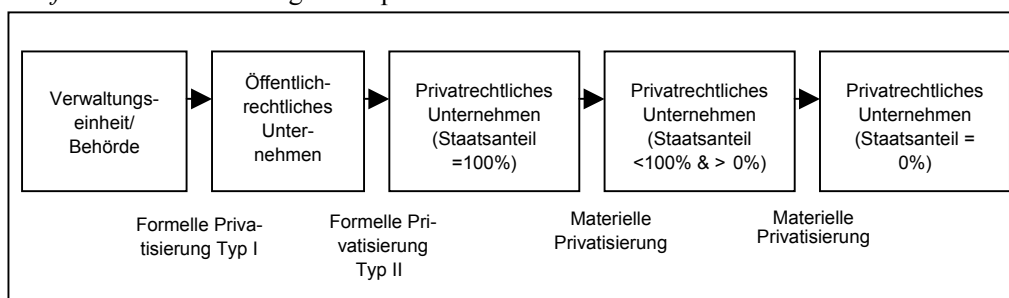 Verwaltungs-
einheit/
Behörde
Öffentlich-
rechtliches
Unter-
nehmen
Privatrechtliches
Unternehmen
(Staatsanteil
=100%)
Privatrechtliches
Unternehmen
(Staatsanteil
<100% & > 0%)
Privatrechtliches
Unternehmen
(Staatsanteil =
0%)
Formelle Priva-
tisierung Typ I
Formelle Pri-
vatisierung
Typ II
Materielle
Privatisierung
Materielle
Privatisierung